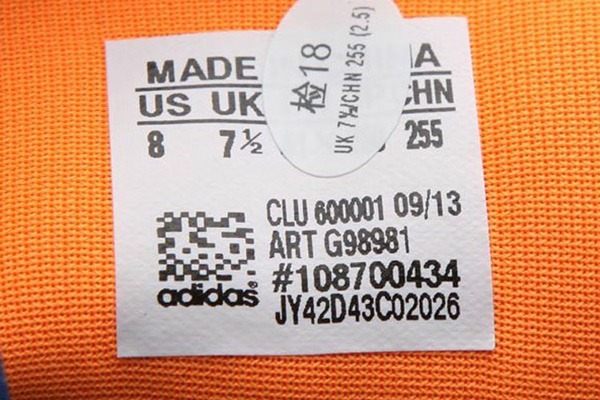 MADE
US UK CHN
8 7½ 255
检18
UK 7½/CHN 255 (2.5)
CLU 600001 09/13
ART G98981
#108700434
adidas®
JY42D43C02026